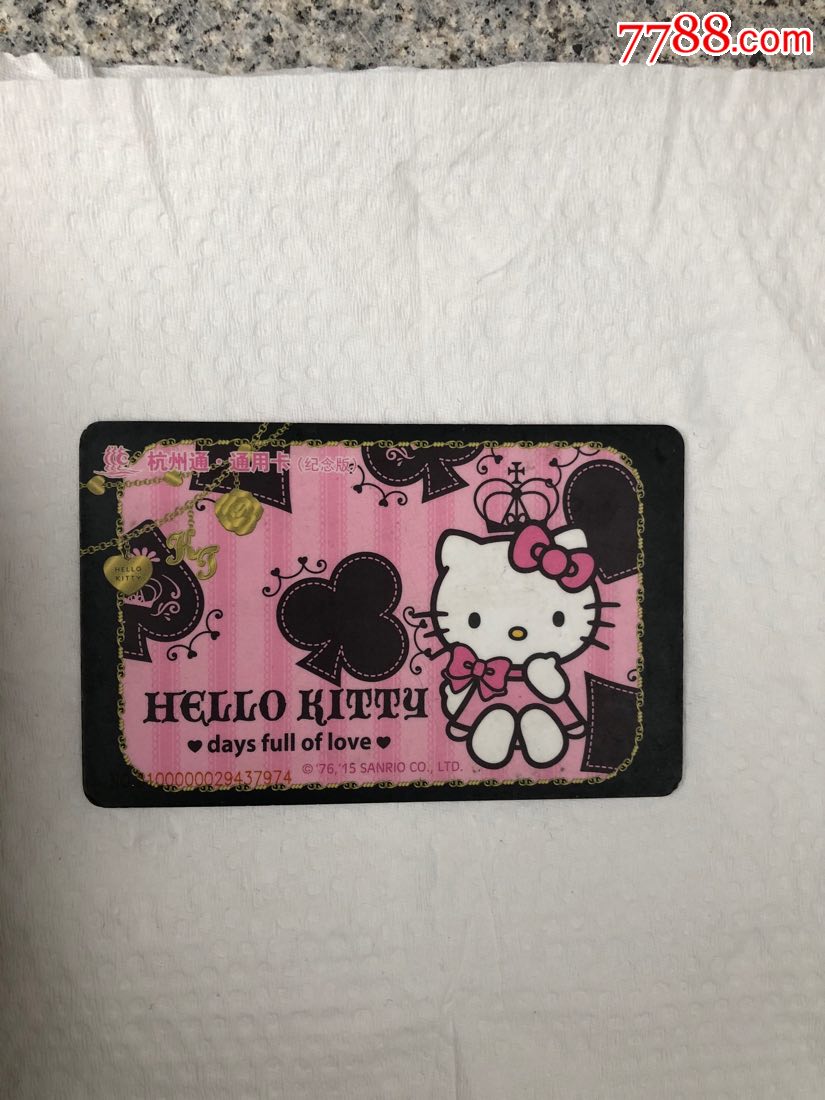 7788.com
杭州通·通用卡(纪念版)
HELLO
KITTY
HELLO KITTY
♥ days full of love ♥
© '76,'15 SANRIO CO., LTD.
100000029437974